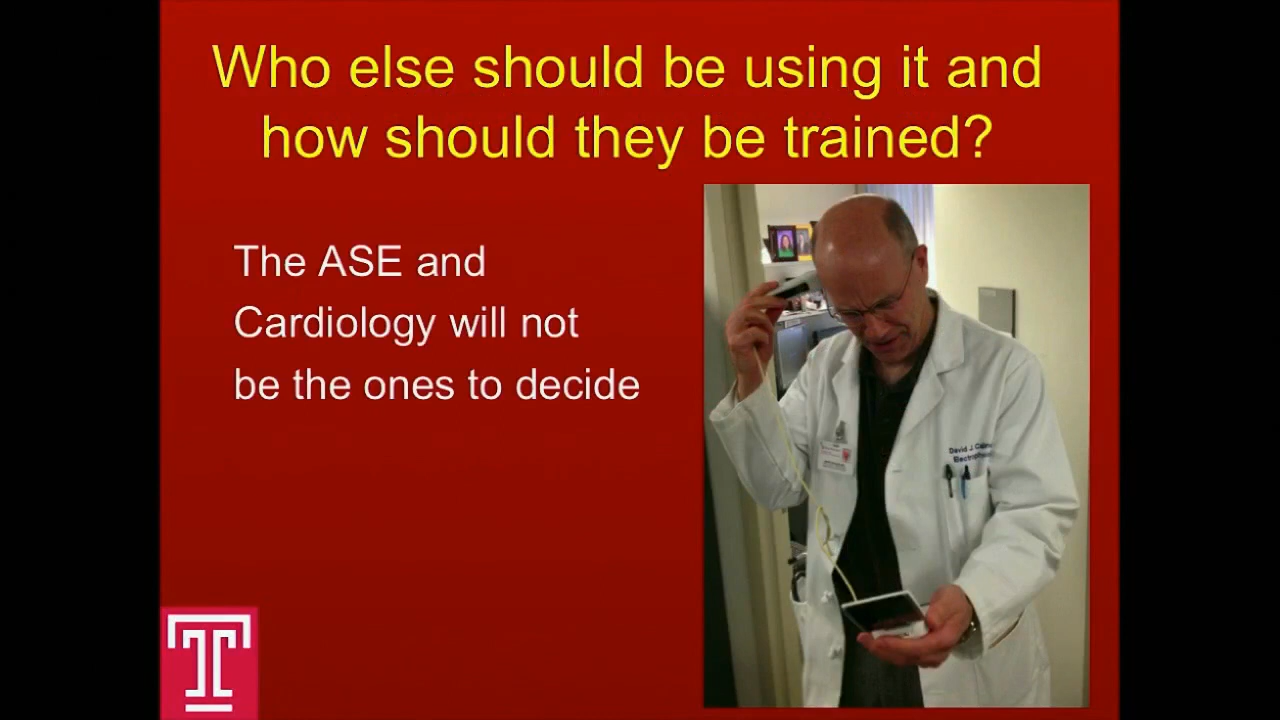 Who else should be using it and
how should they be trained?
The ASE and
Cardiology will not
be the ones to decide
David J.
T